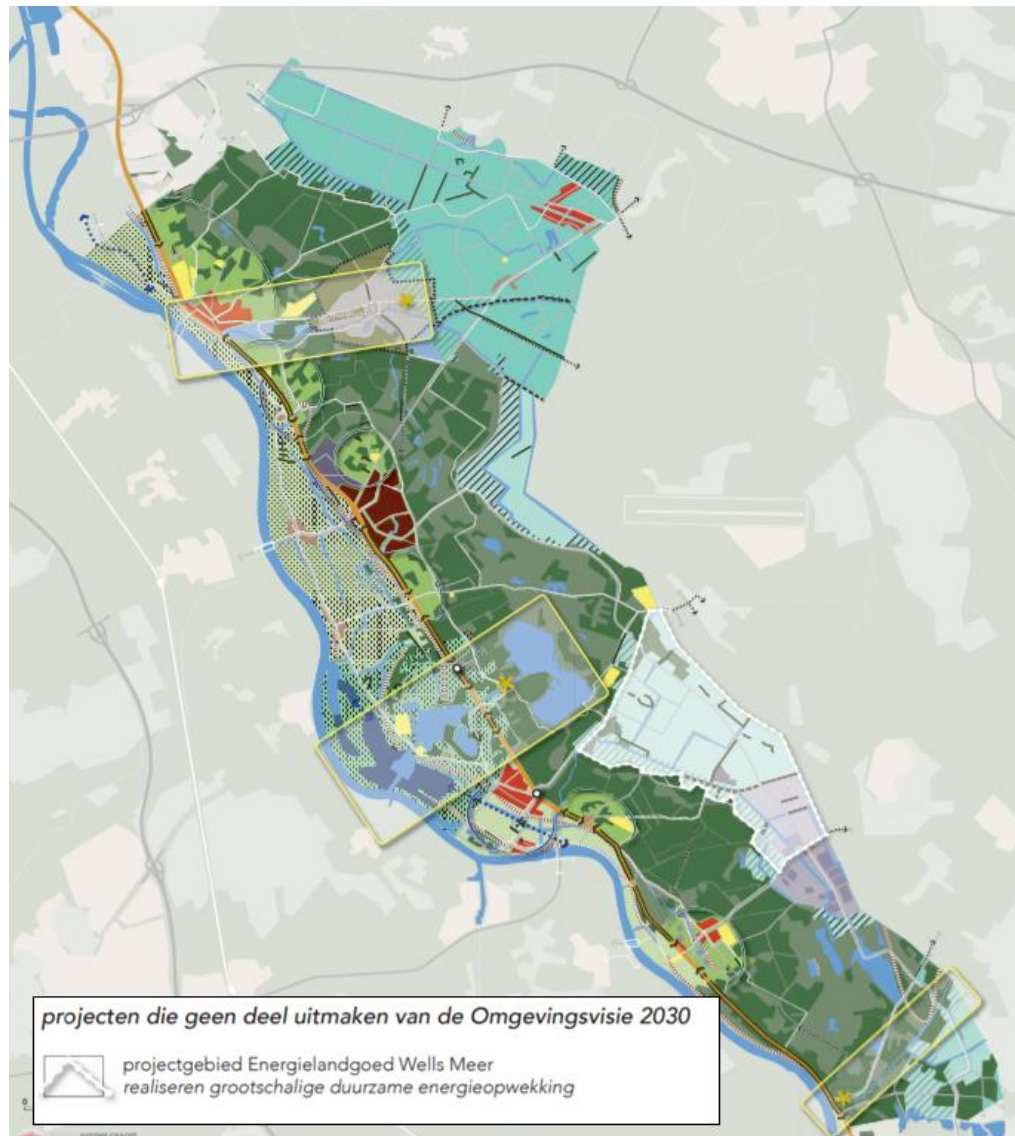 projecten die geen deel uitmaken van de Omgevingsvisie 2030
projectgebied Energielandgoed Wells Meer
realiseren grootschalige duurzame energieopwekking